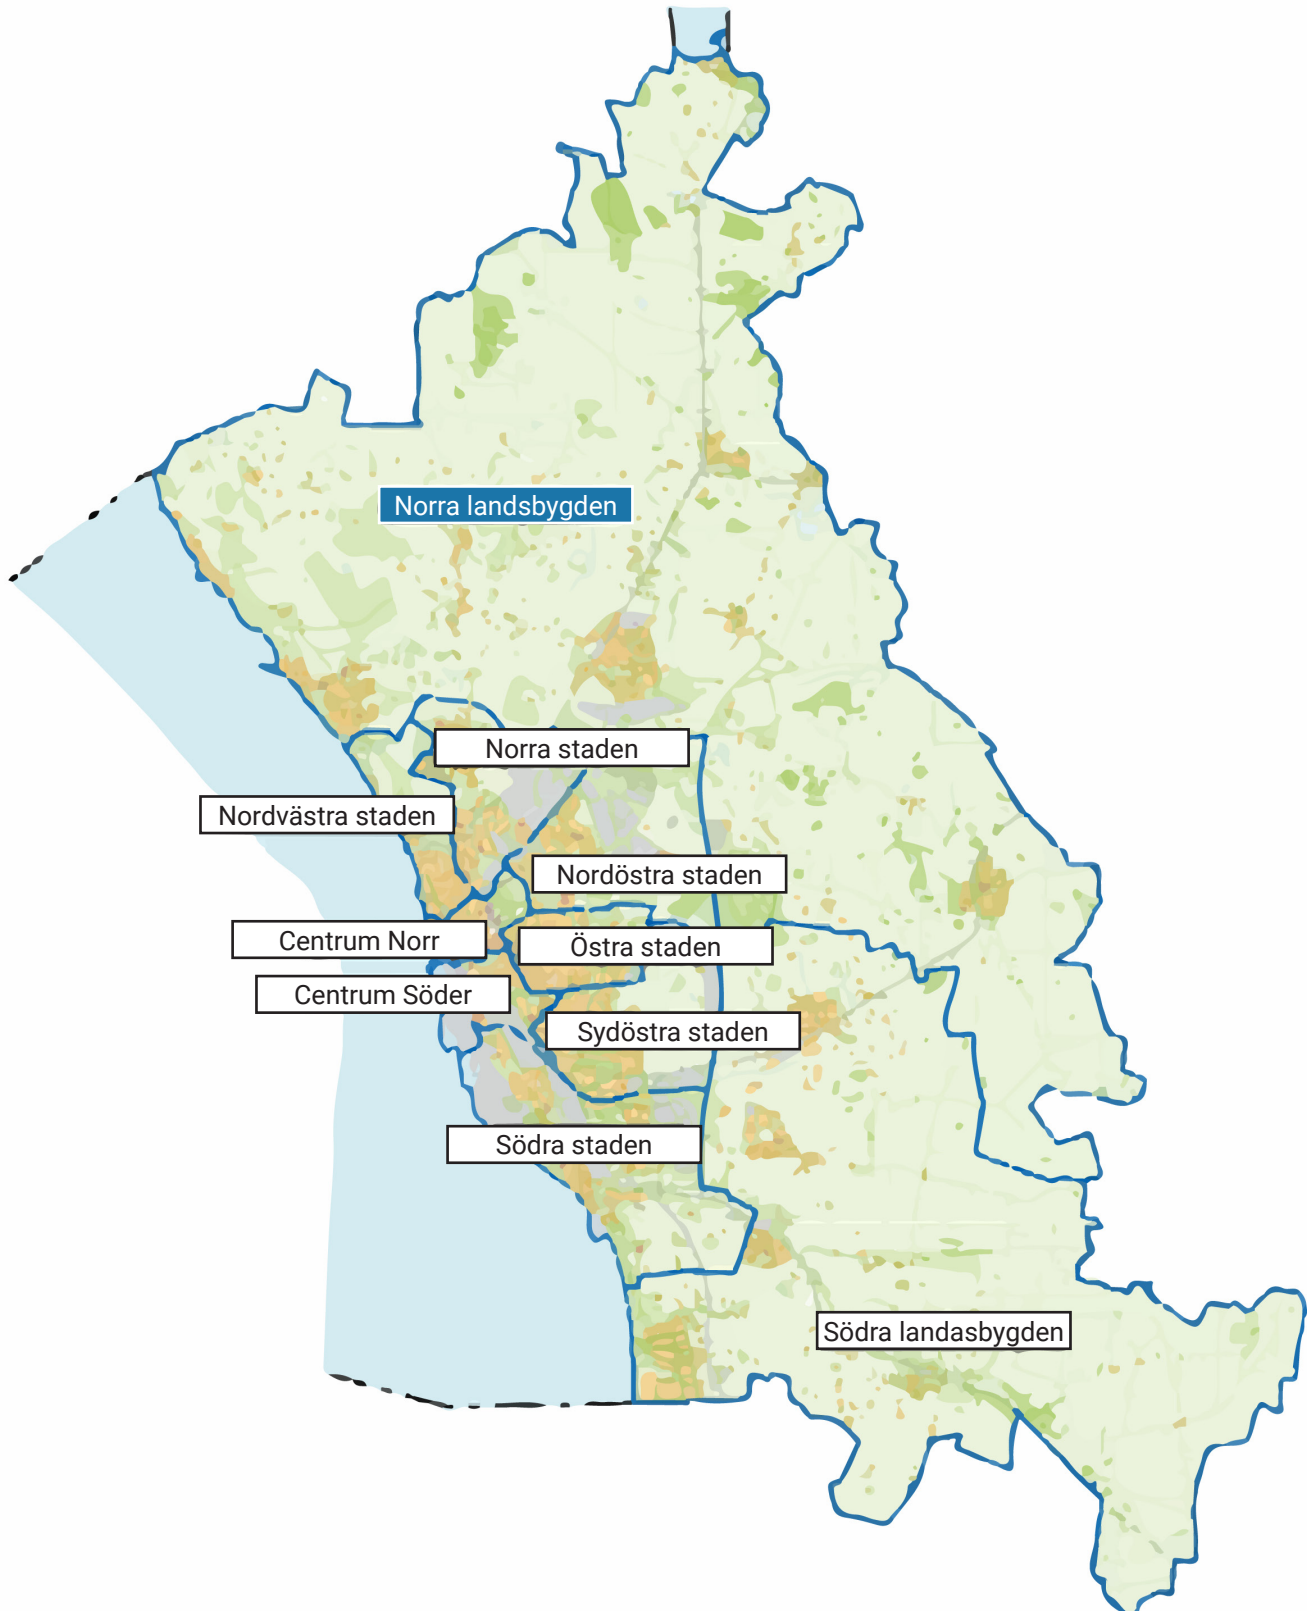 Norra landsbygden
Norra staden
Nordvästra staden
Nordöstra staden
Centrum Norr
Östra staden
Centrum Söder
Sydöstra staden
Södra staden
Södra landasbygden